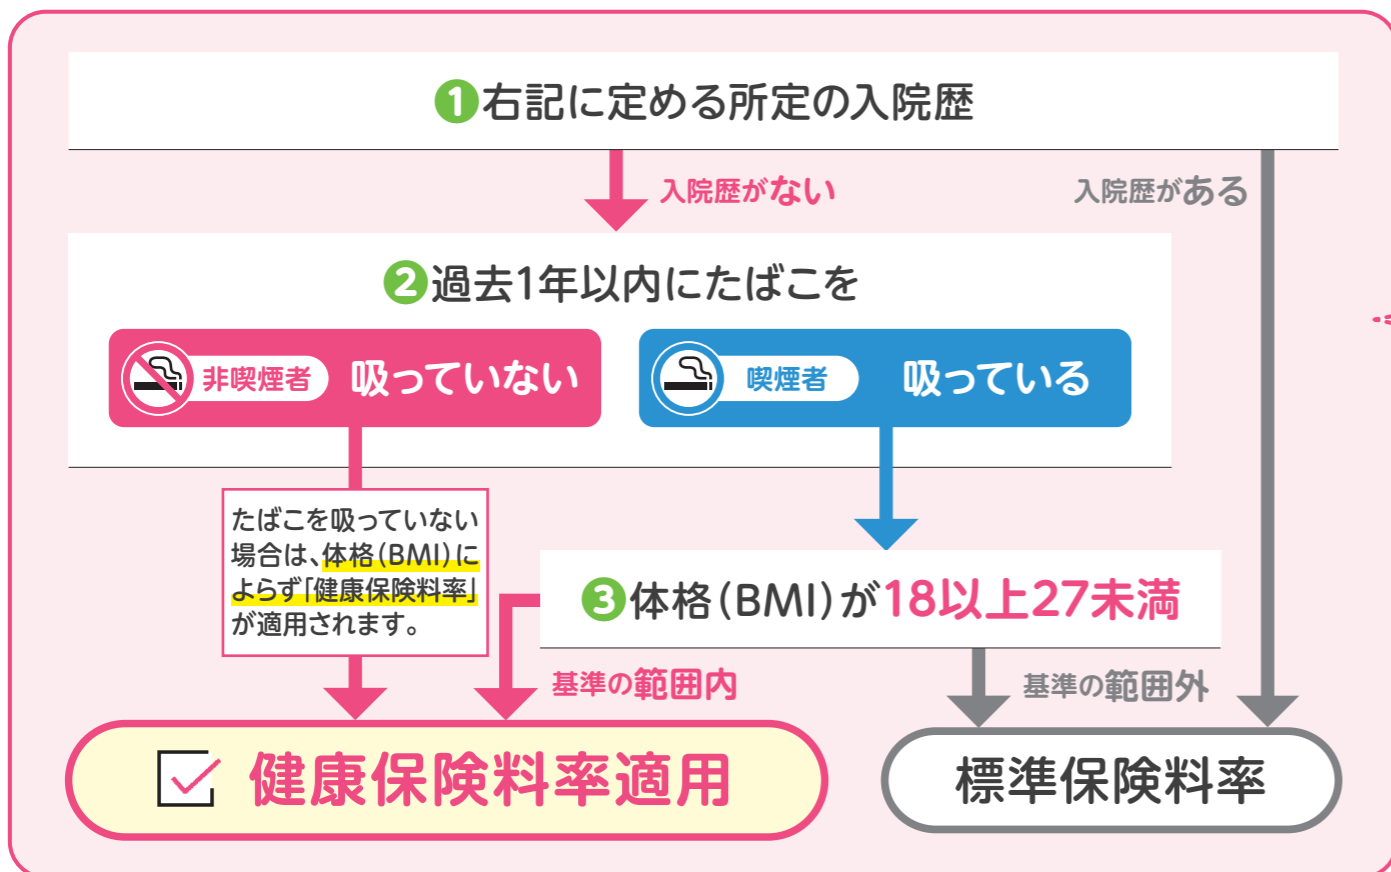 ❶右記に定める所定の入院歴
入院歴がない
入院歴がある
❷過去1年以内にたばこを
非喫煙者 吸っていない
喫煙者 吸っている
たばこを吸っていない
場合は、体格(BMI)に
よらず「健康保険料率」
が適用されます。
❸体格(BMI)が18以上27未満
基準の範囲内
基準の範囲外
健康保険料率適用
標準保険料率